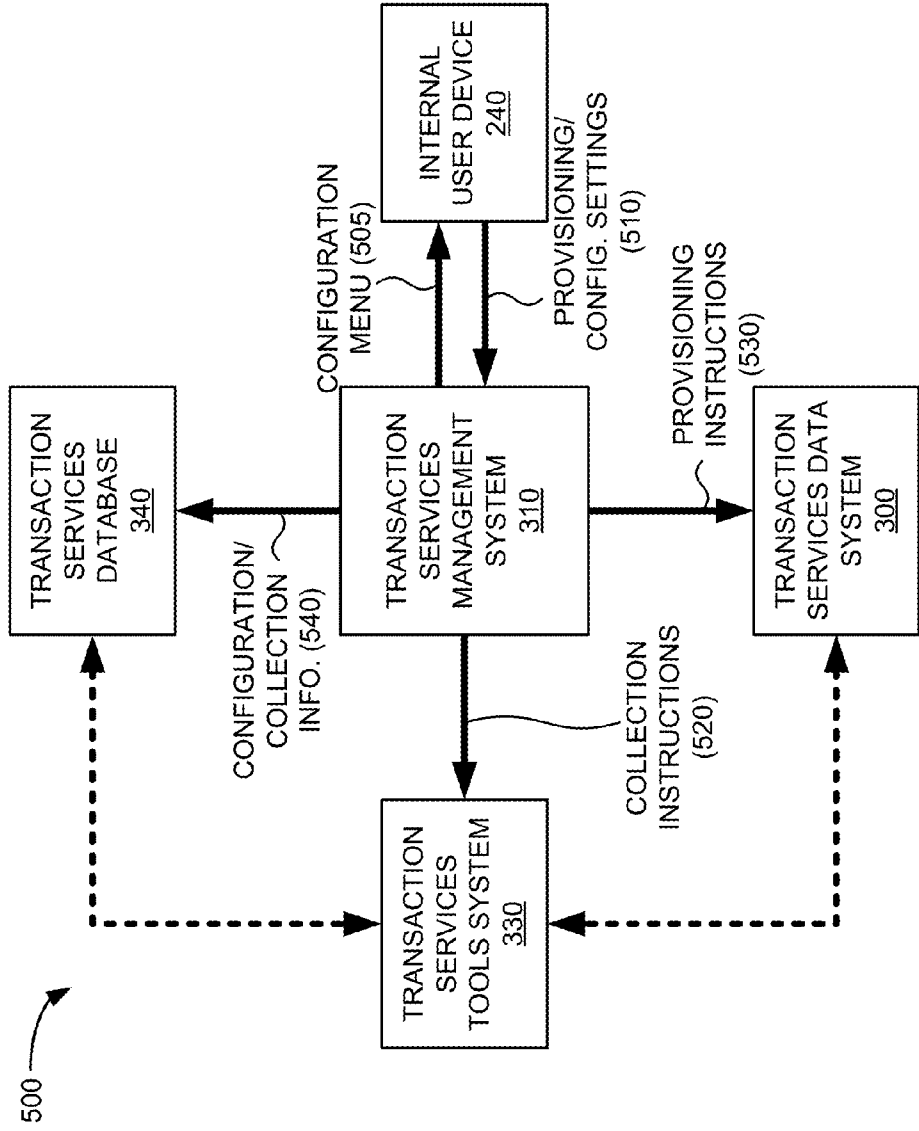 500
TRANSACTION
SERVICES
DATABASE
340
CONFIGURATION/
COLLECTION
INFO. (540)
CONFIGURATION
MENU (505)
TRANSACTION
SERVICES
TOOLS SYSTEM
330
COLLECTION
INSTRUCTIONS
(520)
TRANSACTION
SERVICES
MANAGEMENT
SYSTEM
310
INTERNAL
USER DEVICE
240
PROVISIONING/
CONFIG. SETTINGS
(510)
PROVISIONING
INSTRUCTIONS
(530)
TRANSACTION
SERVICES DATA
SYSTEM
300